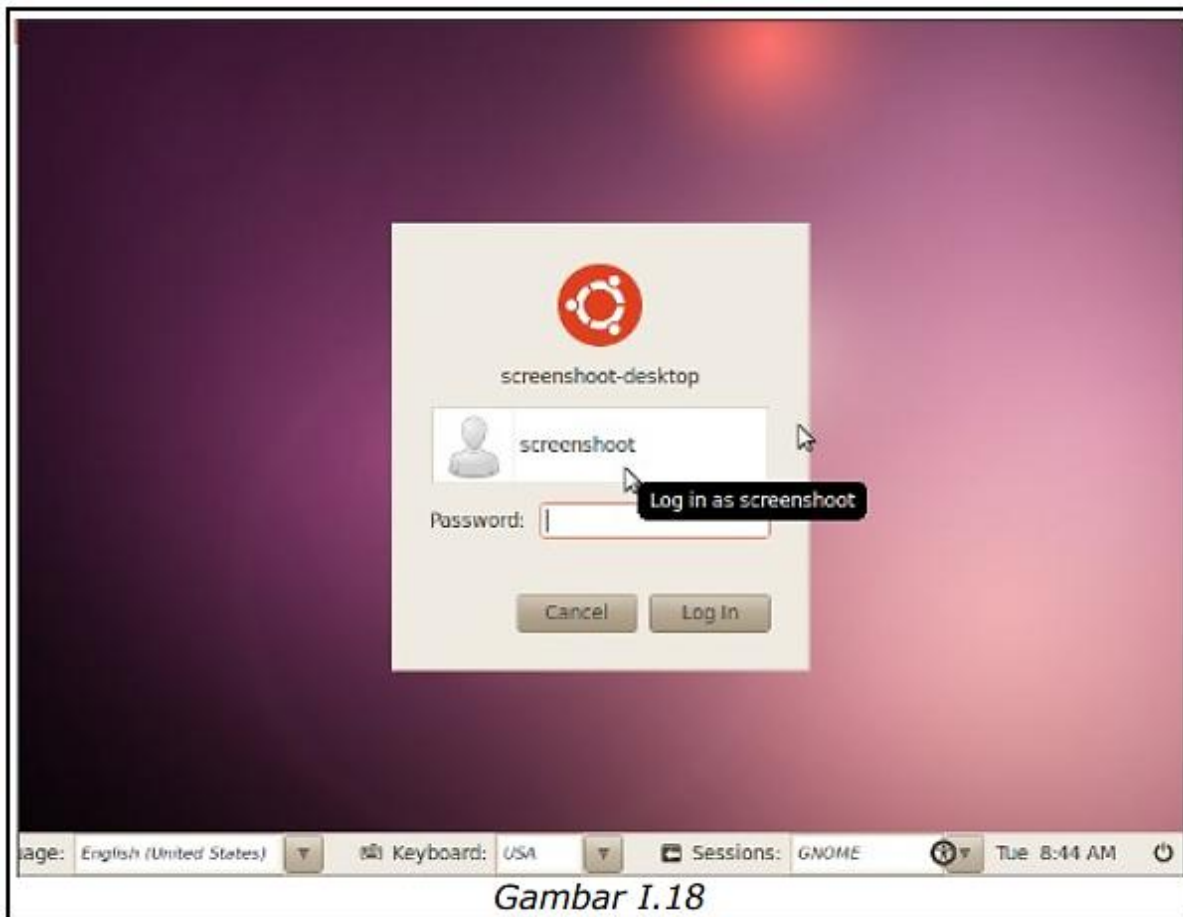 screenshoot-desktop
screenshoot
Log in as screenshoot
Password:
Cancel Log In
uage: English (United States) Keyboard: USA Sessions: GNOME Tue 8:44 AM
Gambar I.18